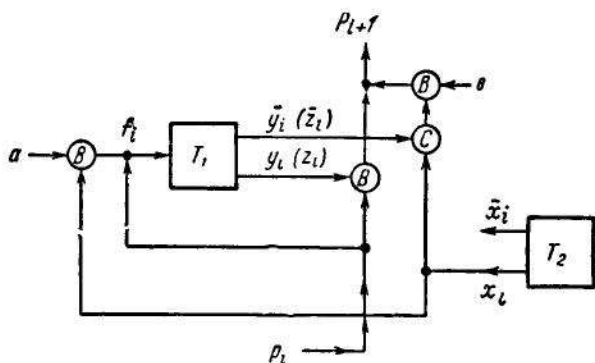 P_{i+1}
B
в
f_i
ȳ_i (z̄_i)
C
a
B
T_1
y_i (z_i)
B
x̄_i
T_2
x_i
p_i